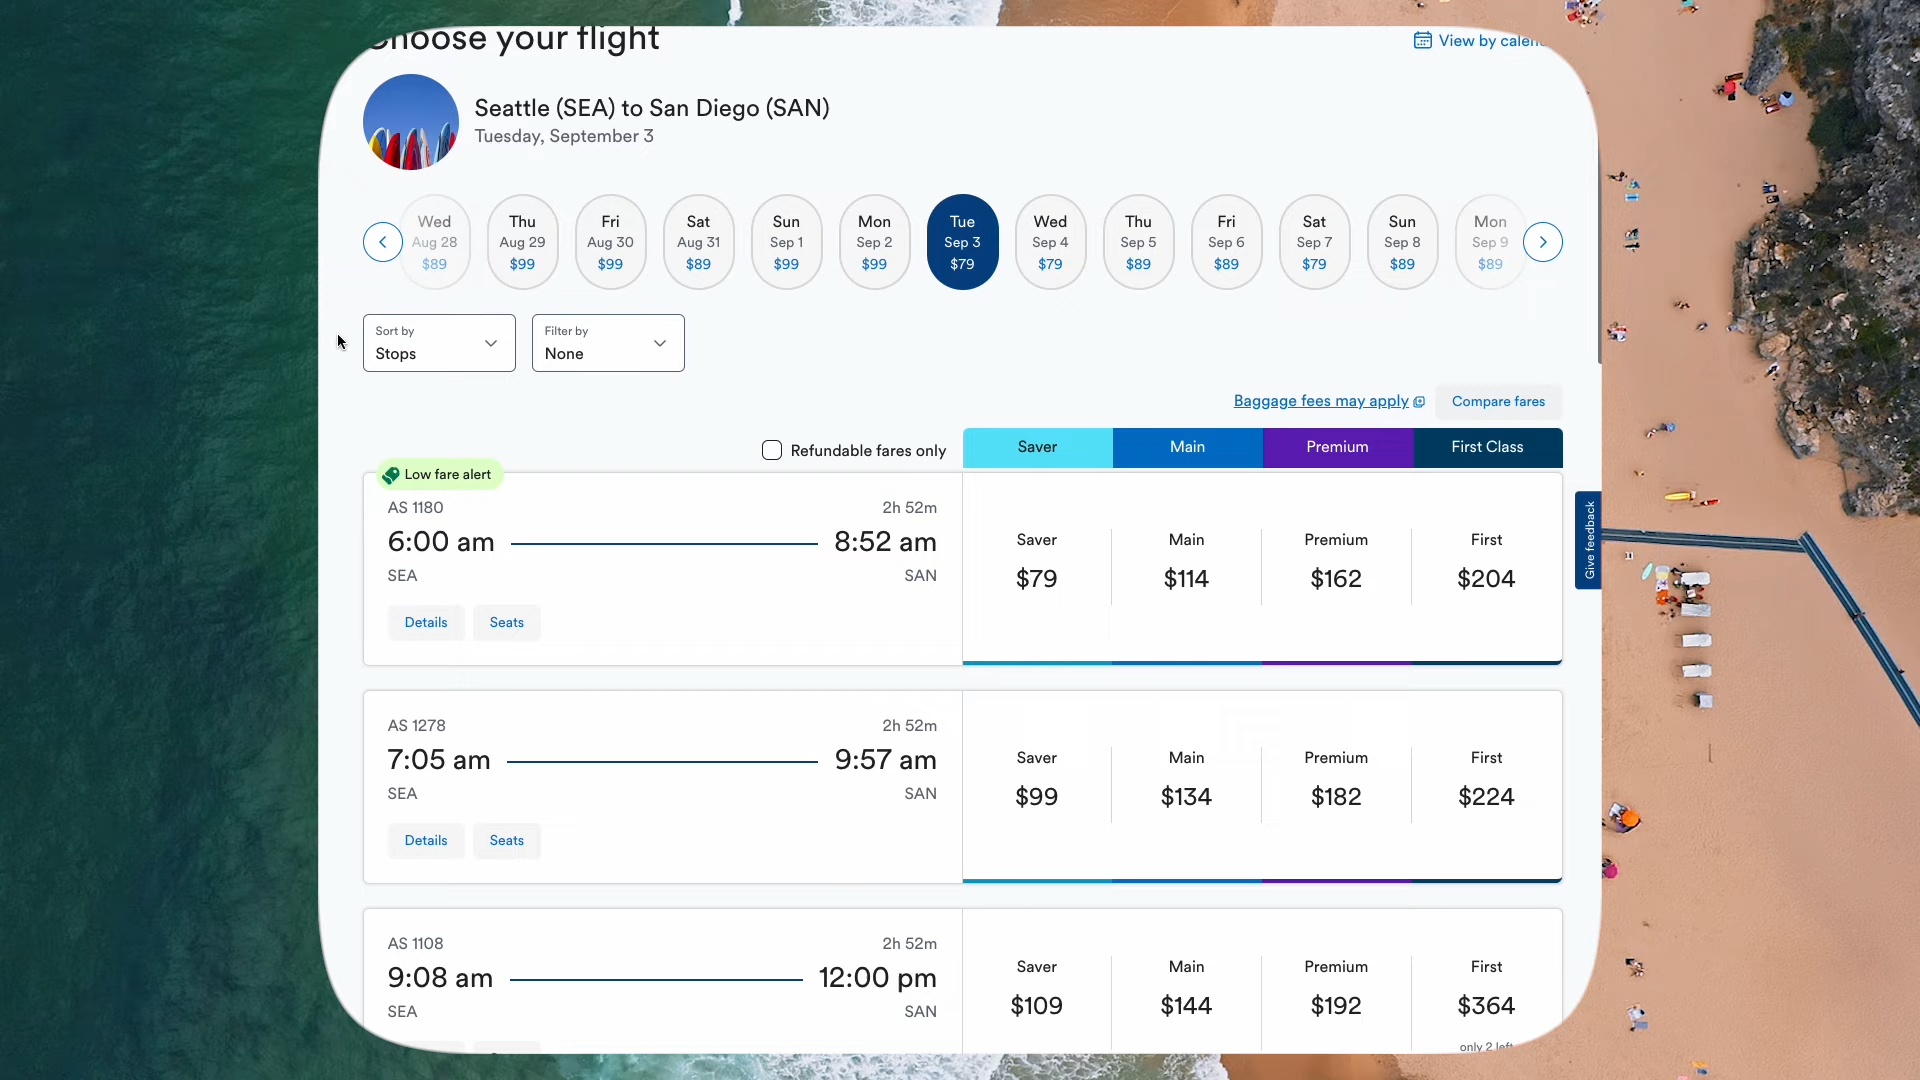 Choose your flight
View by calen
Seattle (SEA) to San Diego (SAN)
Tuesday, September 3
Wed Thu Fri Sat Sun Mon Tue Wed Thu Fri Sat Sun Mon
Aug 28 Aug 29 Aug 30 Aug 31 Sep 1 Sep 2 Sep 3 Sep 4 Sep 5 Sep 6 Sep 7 Sep 8 Sep 9
$89 $99 $99 $89 $99 $99 $79 $79 $89 $89 $79 $89 $89
Sort by Filter by
Stops None
Baggage fees may apply Compare fares
Refundable fares only Saver Main Premium First Class
Low fare alert
AS 1180 2h 52m
6:00 am 8:52 am
SEA SAN
Saver Main Premium First
$79 $114 $162 $204
Details Seats
Give feedback
AS 1278 2h 52m
7:05 am 9:57 am
SEA SAN
Saver Main Premium First
$99 $134 $182 $224
Details Seats
AS 1108 2h 52m
9:08 am 12:00 pm
SEA SAN
Saver Main Premium First
$109 $144 $192 $364
only 2 left